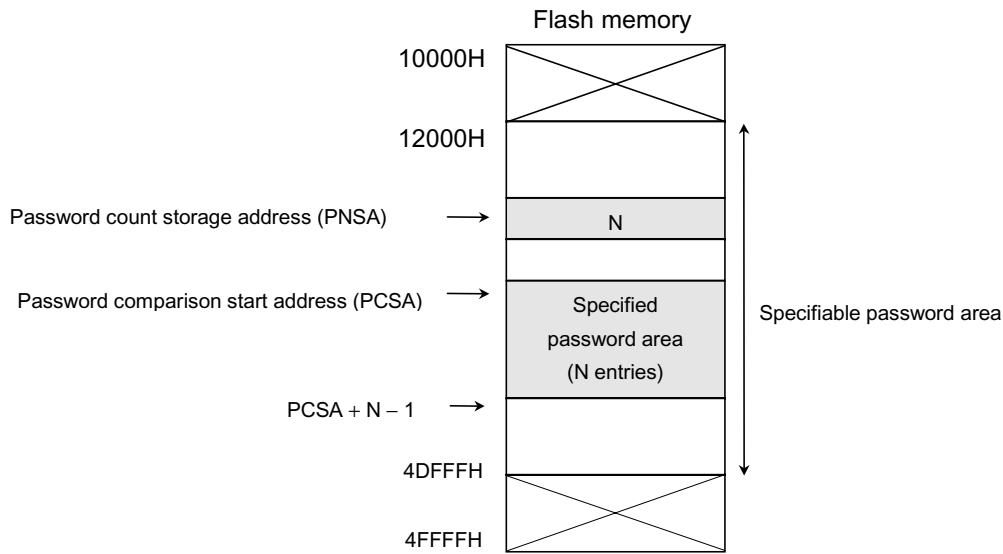 Flash memory
10000H
12000H
Password count storage address (PNSA)
N
Password comparison start address (PCSA)
Specified
password area
(N entries)
Specifiable password area
PCSA + N – 1
4DFFFH
4FFFFH